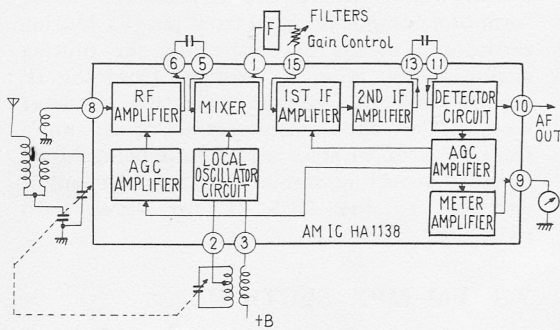 FILTERS
F
Gain Control
6
5
1
15
13
11
8
RF
AMPLIFIER
MIXER
1ST IF
AMPLIFIER
2ND IF
AMPLIFIER
DETECTOR
CIRCUIT
10
AF
OUT
AGC
AMPLIFIER
LOCAL
OSCILLATOR
CIRCUIT
AGC
AMPLIFIER
9
METER
AMPLIFIER
AM IC HA1138
2
3
+B